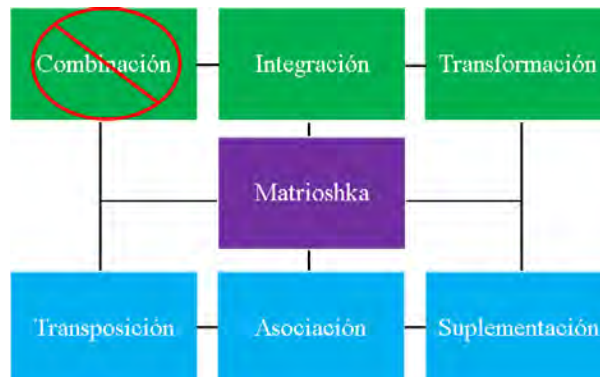 Combinación
Integración
Transformación
Matrioshka
Transposición
Asociación
Suplementación